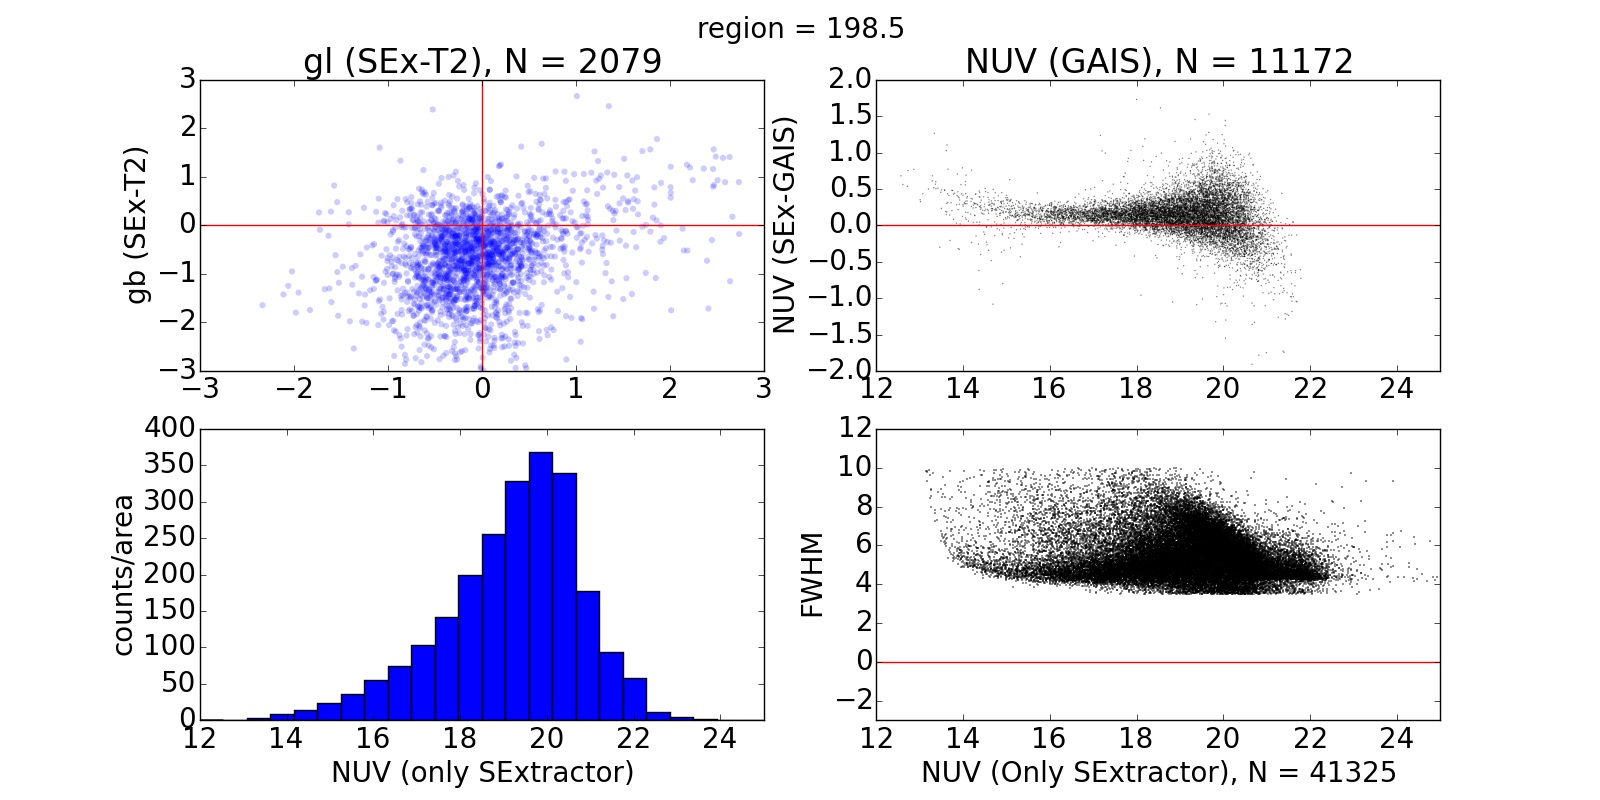 region = 198.5
gl (SEx-T2), N = 2079
NUV (GAIS), N = 11172
gb (SEx-T2)
3
2
1
0
−1
−2
−3
−3 −2 −1 0 1 2 3
NUV (SEx-GAIS)
2.0
1.5
1.0
0.5
0.0
−0.5
−1.0
−1.5
−2.0
12 14 16 18 20 22 24
counts/area
400
350
300
250
200
150
100
50
0
12 14 16 18 20 22 24
NUV (only SExtractor)
FWHM
12
10
8
6
4
2
0
−2
12 14 16 18 20 22 24
NUV (Only SExtractor), N = 41325